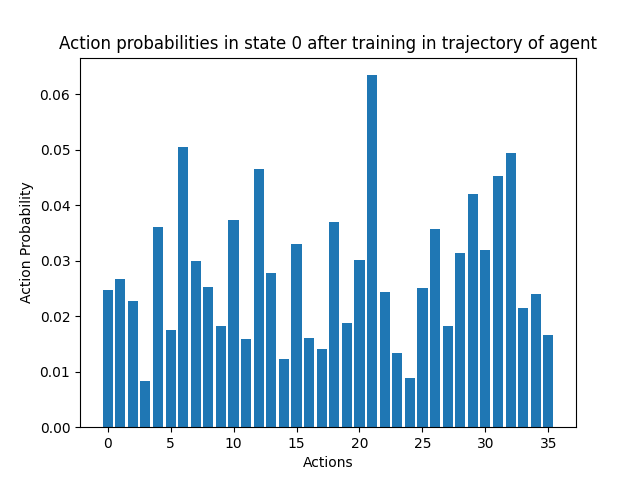 Action probabilities in state 0 after training in trajectory of agent
0.06
0.05
0.04
0.03
0.02
0.01
0.00
Action Probability
0 5 10 15 20 25 30 35
Actions